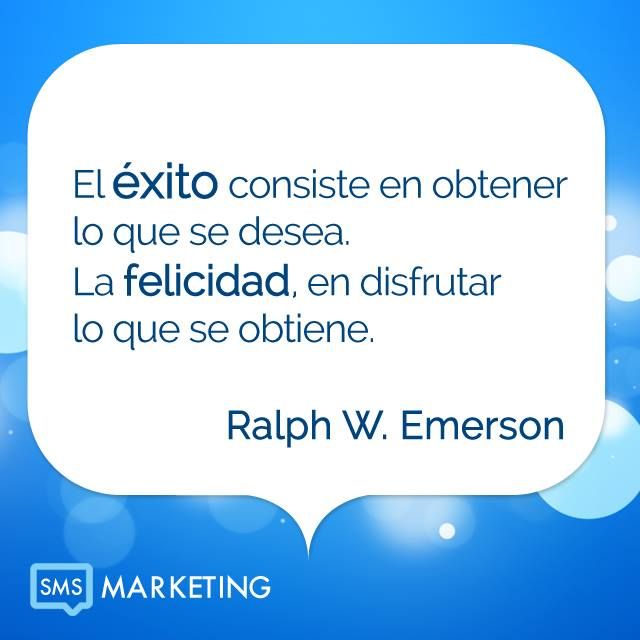 El éxito consiste en obtener
lo que se desea.
La felicidad, en disfrutar
lo que se obtiene.
Ralph W. Emerson
SMS MARKETING